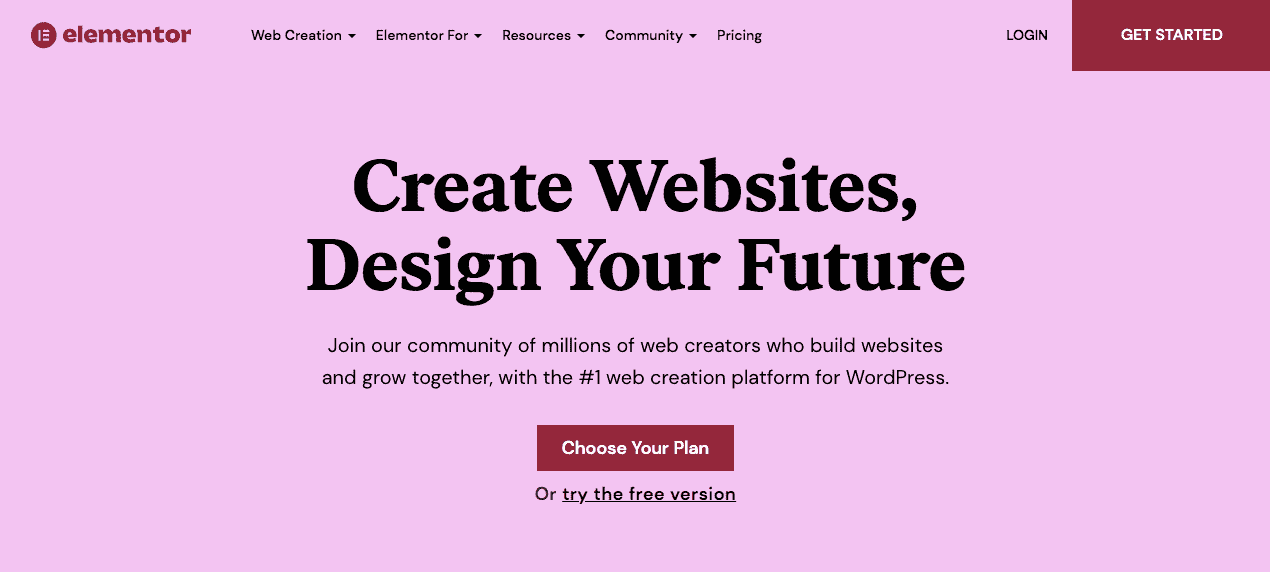 elementor
Web Creation
Elementor For
Resources
Community
Pricing
LOGIN
GET STARTED
Create Websites,
Design Your Future
Join our community of millions of web creators who build websites
and grow together, with the #1 web creation platform for WordPress.
Choose Your Plan
Or try the free version